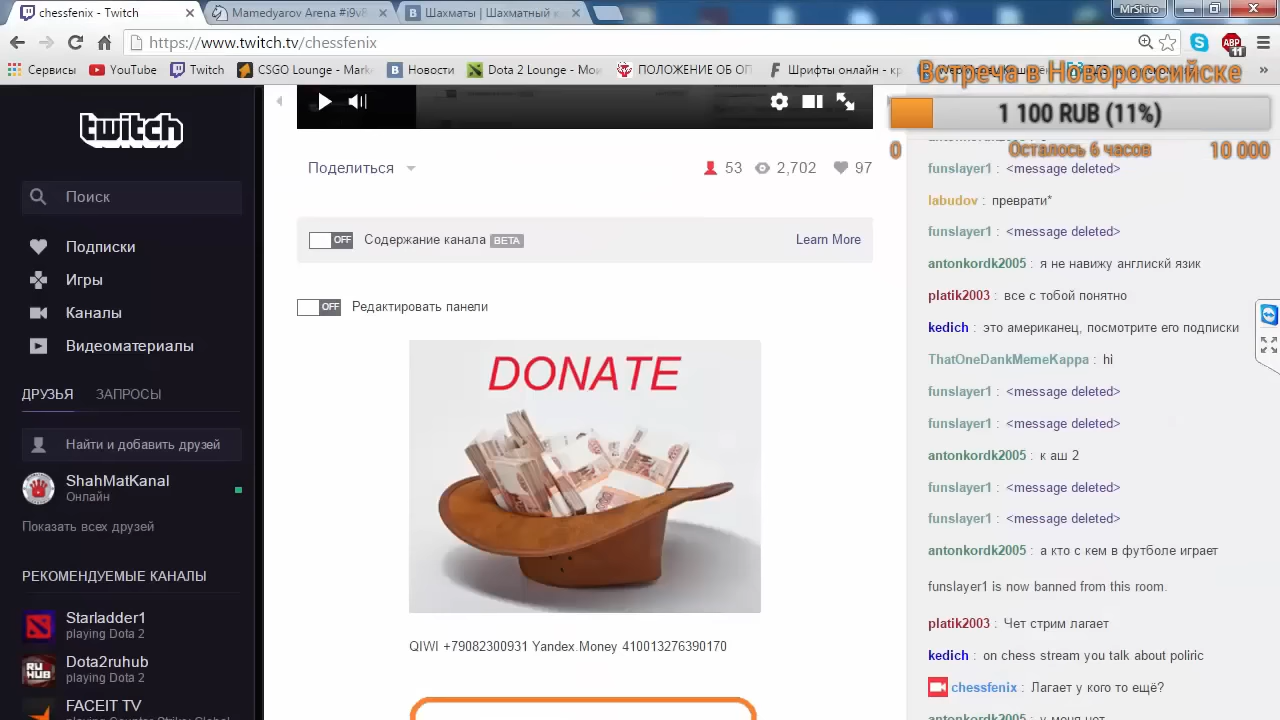 chessfenix - Twitch
Mamedyarov Arena #i9v8
Шахматы | Шахматный к
MrShiro
https://www.twitch.tv/chessfenix
ABP
11
Сервисы
YouTube
Twitch
CSGO Lounge - Mark
Новости
Dota 2 Lounge - Мои
ПОЛОЖЕНИЕ ОБ ОП
Шрифты онлайн - кр
Встреча в Новороссийске
1 100 RUB (11%)
0
Осталось 6 часов
10 000
twitch
Поиск
Подписки
Игры
Каналы
Видеоматериалы
ДРУЗЬЯ
ЗАПРОСЫ
Найти и добавить друзей
ShahMatKanal
Онлайн
Показать всех друзей
РЕКОМЕНДУЕМЫЕ КАНАЛЫ
Starladder1
playing Dota 2
RU HUB
Dota2ruhub
playing Dota 2
FACEIT TV
Поделиться
53
2,702
97
OFF
Содержание канала
BETA
Learn More
OFF
Редактировать панели
DONATE
QIWI +79082300931 Yandex.Money 410013276390170
funslayer1 : <message deleted>
labudov : преврати*
funslayer1 : <message deleted>
antonkordk2005 : я не навижу англискй язик
platik2003 : все с тобой понятно
kedich : это американец, посмотрите его подписки
ThatOneDankMemeKappa : hi
funslayer1 : <message deleted>
funslayer1 : <message deleted>
antonkordk2005 : к аш 2
funslayer1 : <message deleted>
funslayer1 : <message deleted>
antonkordk2005 : а кто с кем в футболе играет
funslayer1 is now banned from this room.
platik2003 : Чет стрим лагает
kedich : on chess stream you talk about poliric
chessfenix : Лагает у кого то ещё?